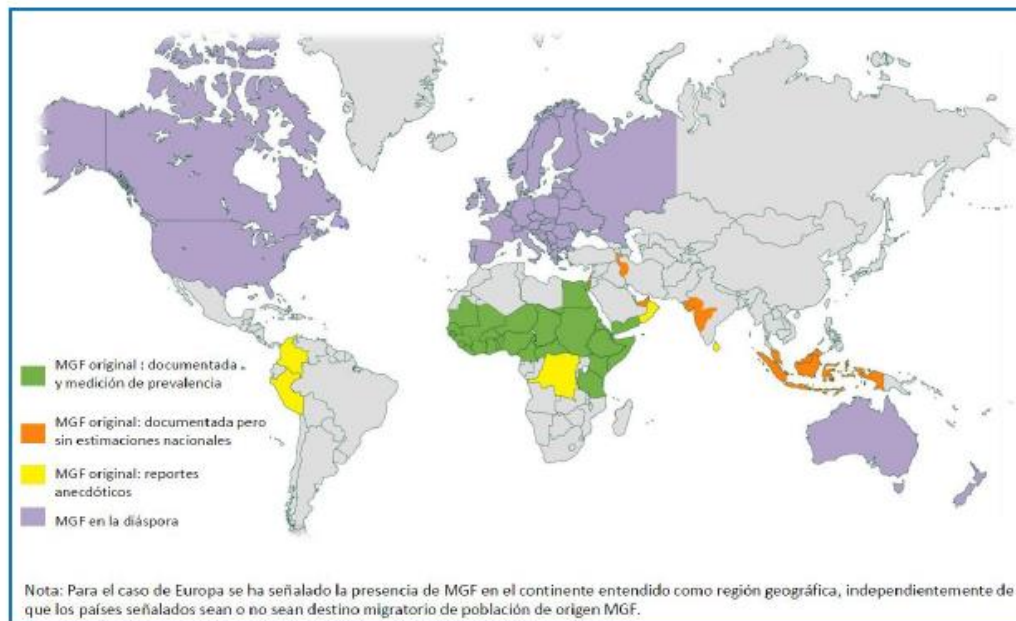 MGF original : documentada .
y medición de prevalencia
MGF original: documentada pero
sin estimaciones nacionales
MGF original: reportes
anecdóticos
MGF en la diáspora
Nota: Para el caso de Europa se ha señalado la presencia de MGF en el continente entendido como región geográfica, independientemente de
que los países señalados sean o no sean destino migratorio de población de origen MGF.